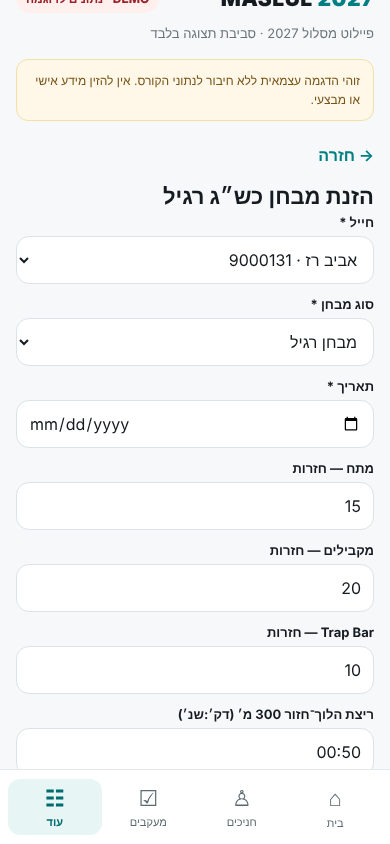 MASLUL 2027
DEMO · נתונים לדוגמה
פיילוט מסלול 2027 · סביבת תצוגה בלבד
זוהי הדגמה עצמאית ללא חיבור לנתוני הקורס. אין להזין מידע אישי
או מבצעי.
→ חזרה
הזנת מבחן כש״ג רגיל
חייל *
אביב רז · 9000131
סוג מבחן *
מבחן רגיל
תאריך *
mm/dd/yyyy
מתח — חזרות
15
מקבילים — חזרות
20
Trap Bar — חזרות
10
ריצת הלוך־חזור 300 מ׳ (דק׳:שנ׳)
00:50
בית
חניכים
מעקבים
עוד